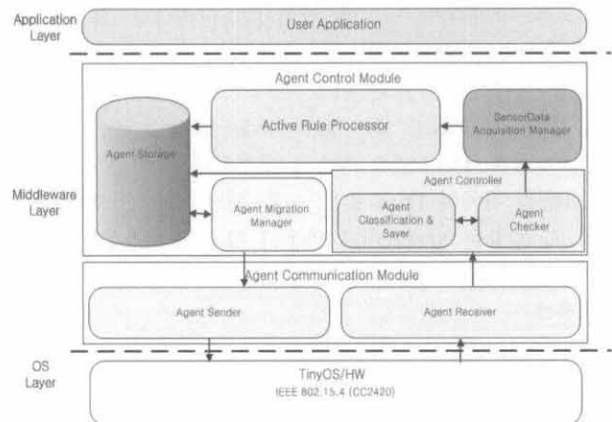 Application
Layer
User Application
Agent Control Module
Active Rule Processor
SensorData
Acquisition Manager
Agent Storage
Agent Controller
Middleware
Layer
Agent Migration
Manager
Agent
Classification &
Saver
Agent
Checker
Agent Communication Module
Agent Sender
Agent Receiver
OS
Layer
TinyOS/HW
IEEE 802.15.4 (CC2420)